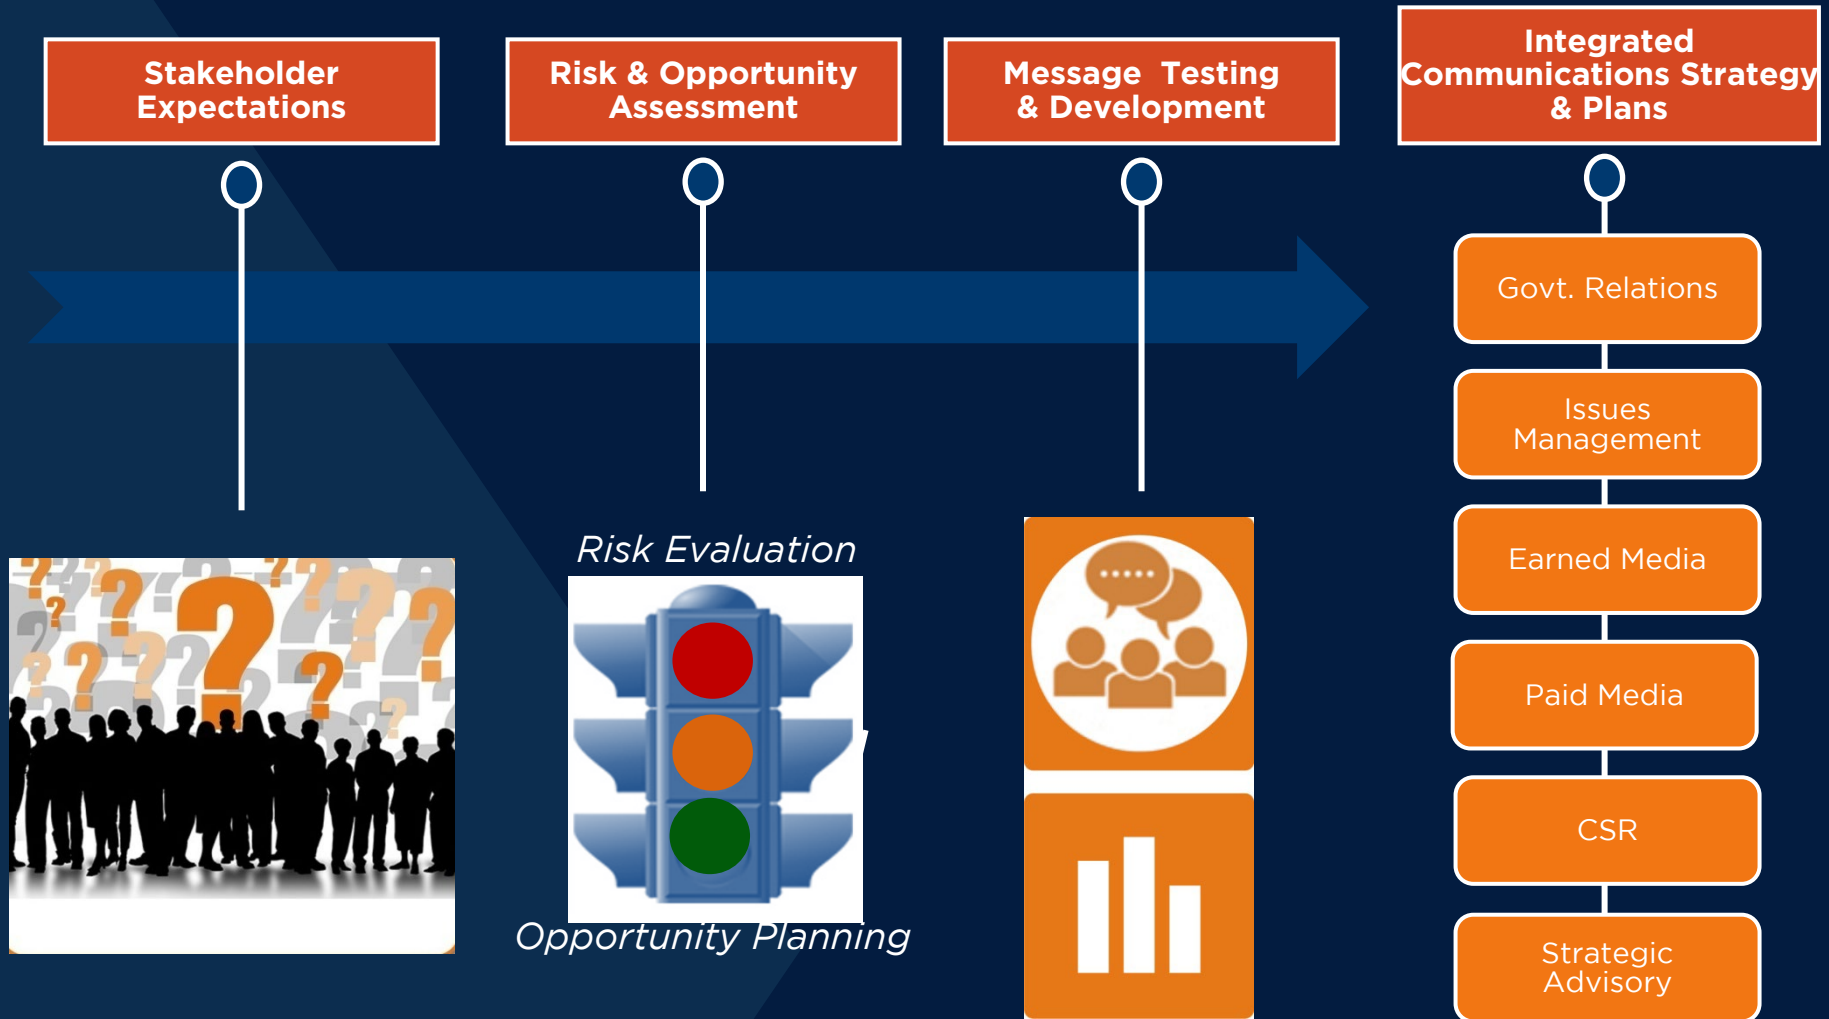 Stakeholder
Expectations
Risk & Opportunity
Assessment
Message Testing
& Development
Integrated
Communications Strategy
& Plans
Risk Evaluation
Opportunity Planning
Govt. Relations
Issues
Management
Earned Media
Paid Media
CSR
Strategic
Advisory